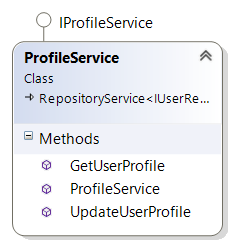 IProfileService
ProfileService
Class
RepositoryService<IUserRe...
Methods
GetUserProfile
ProfileService
UpdateUserProfile